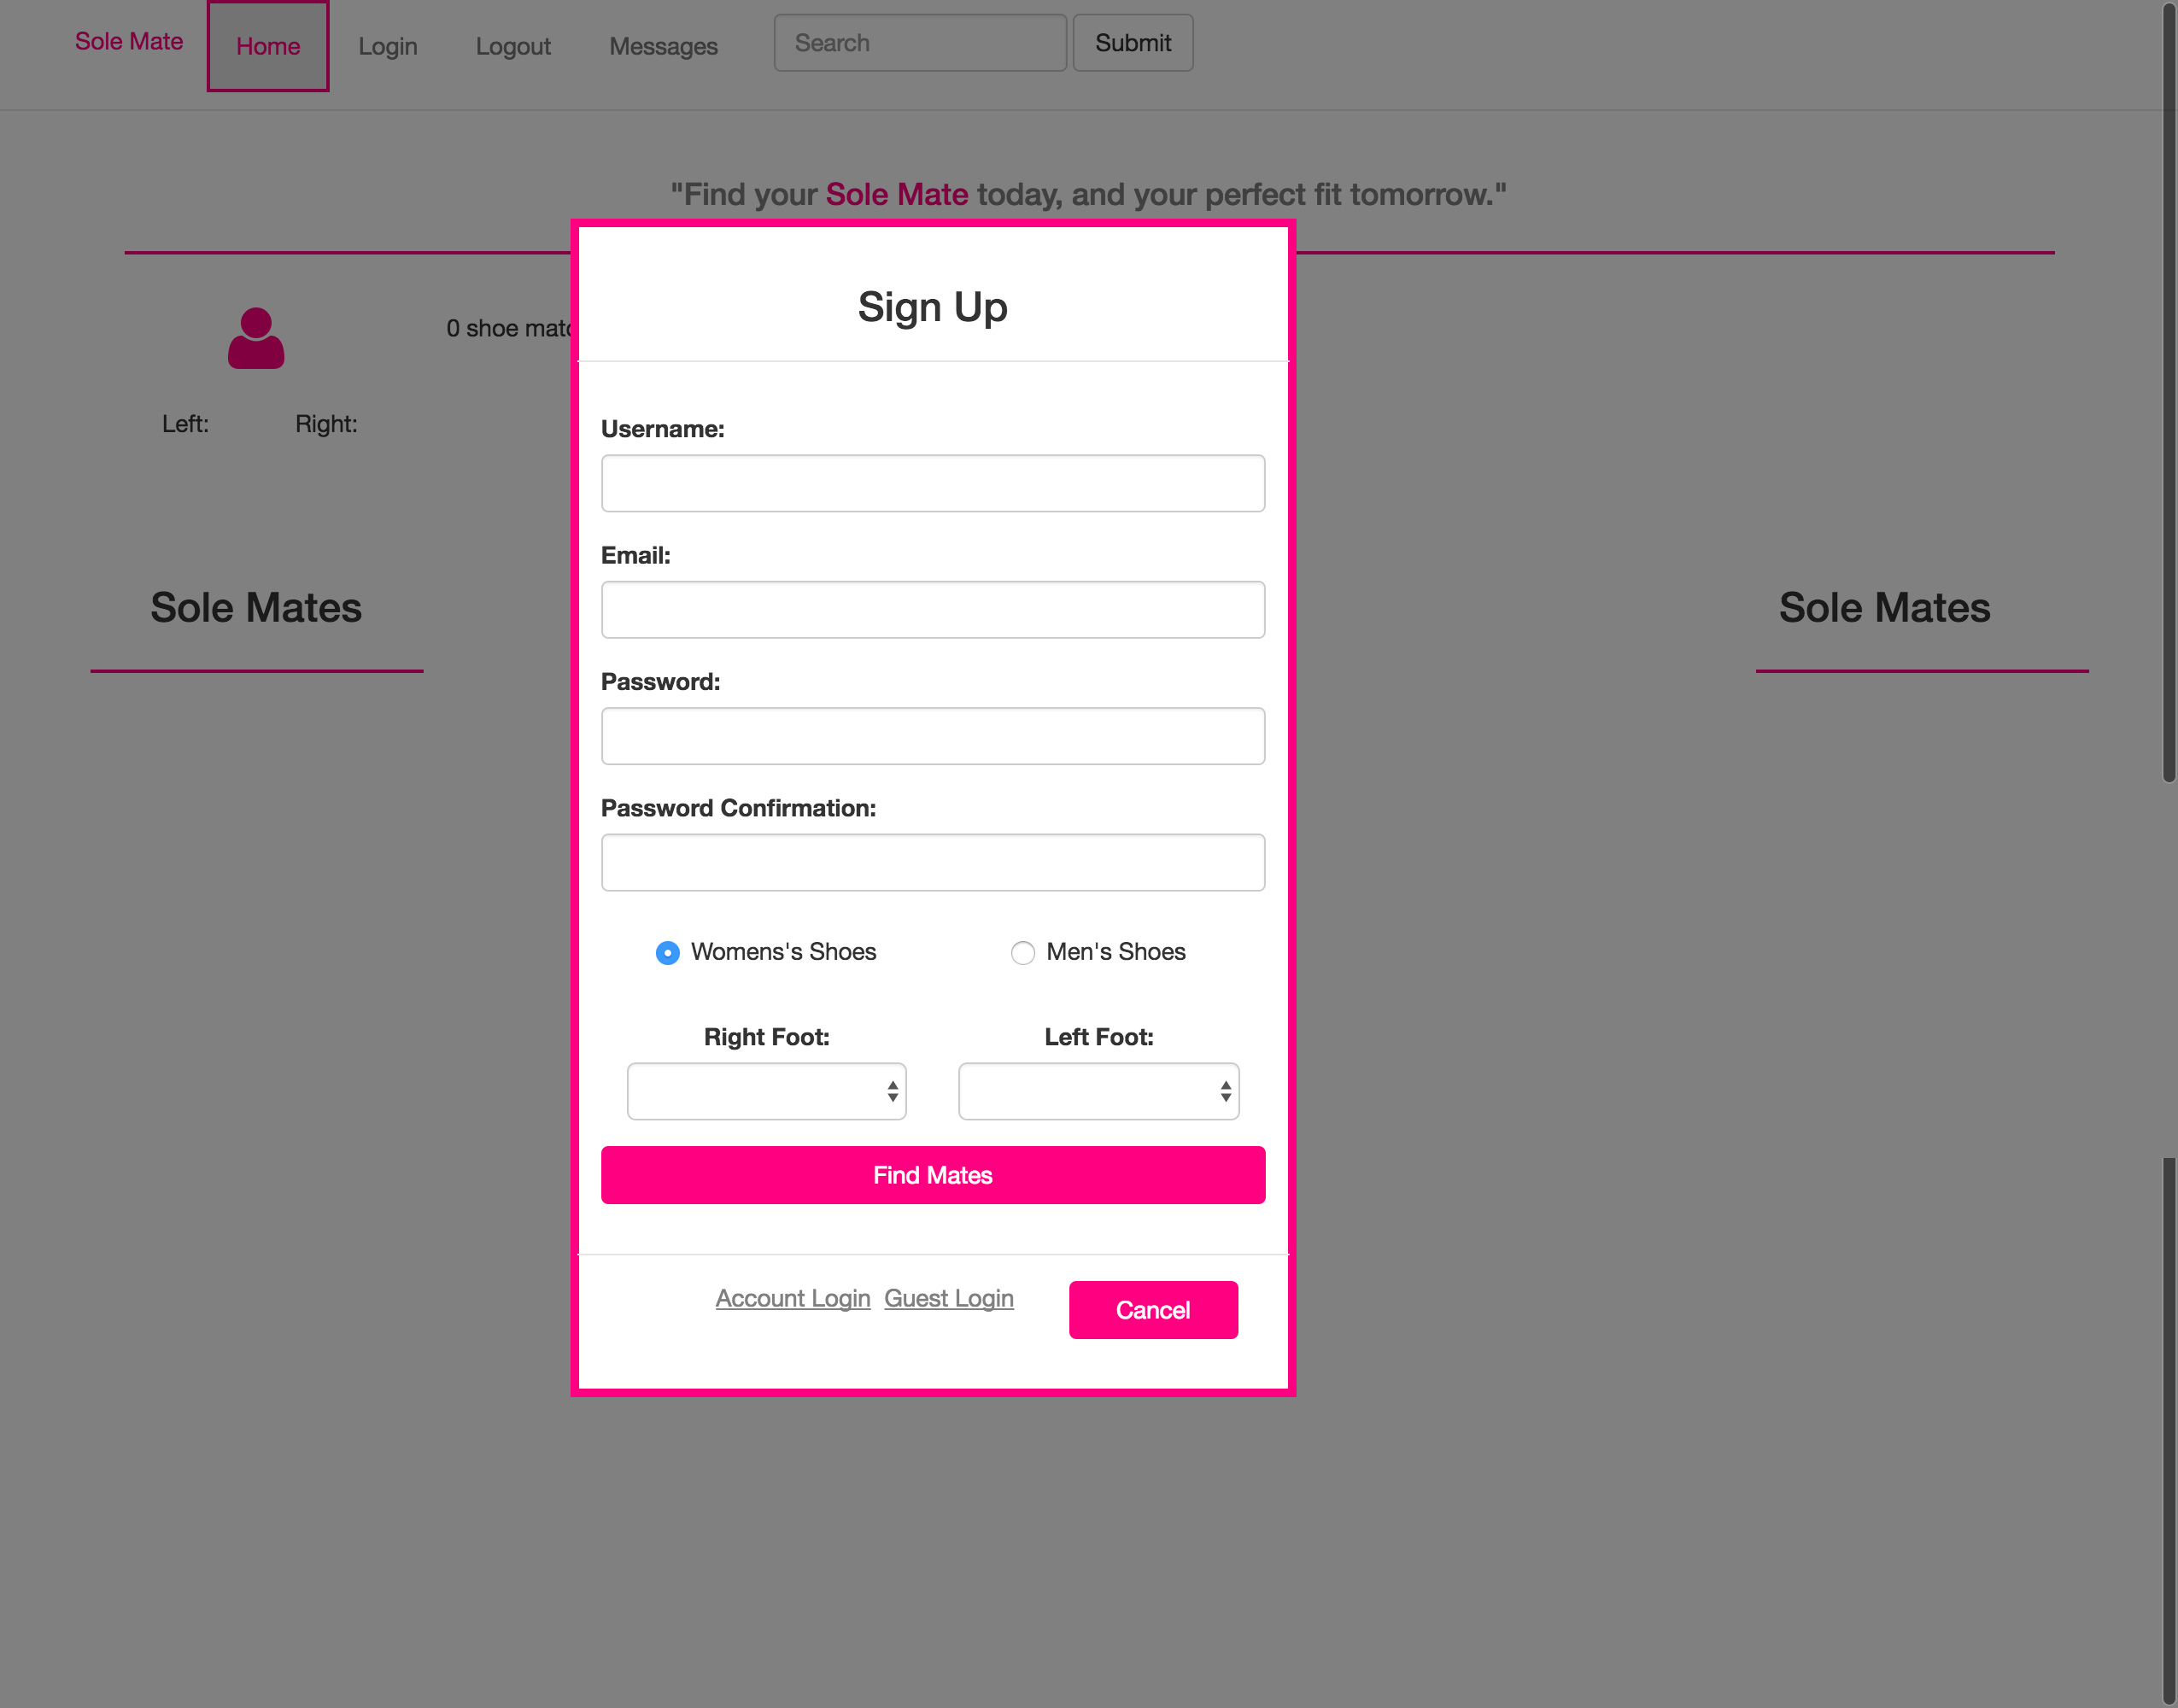 Sole Mate Home Login Logout Messages Search Submit
"Find your Sole Mate today, and your perfect fit tomorrow."
0 shoe
Left: Right:
Sole Mates
Sole Mates
Sign Up
Username:
Email:
Password:
Password Confirmation:
Womens's Shoes Men's Shoes
Right Foot: Left Foot:
Find Mates
Account Login Guest Login Cancel